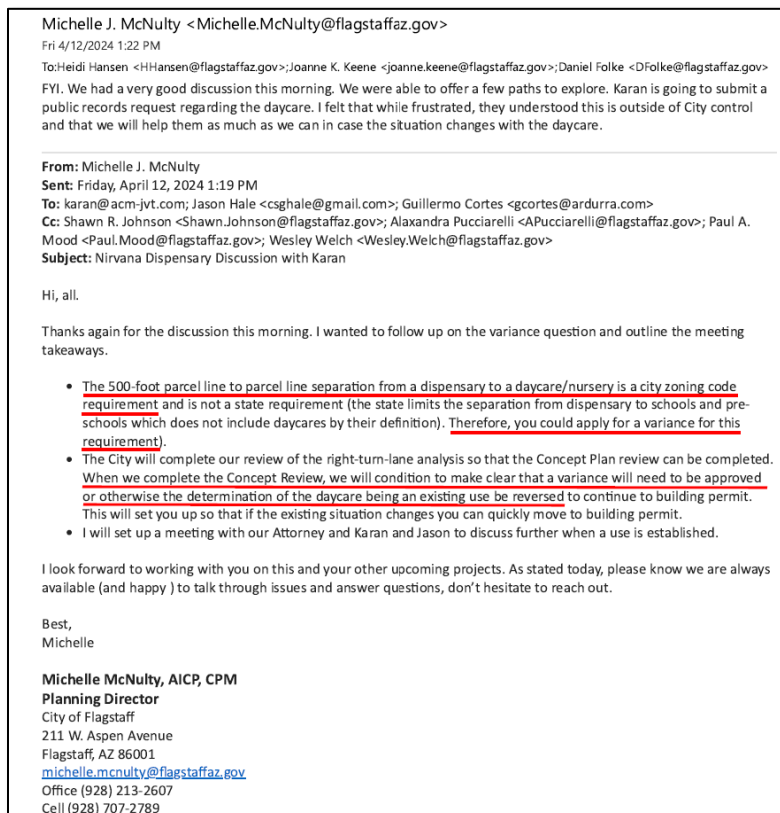 Michelle J. McNulty <Michelle.McNulty@flagstaffaz.gov>
Fri 4/12/2024 1:22 PM
To:Heidi Hansen <HHansen@flagstaffaz.gov>;Joanne K. Keene <joanne.keene@flagstaffaz.gov>;Daniel Folke <DFolke@flagstaffaz.gov>
FYI. We had a very good discussion this morning. We were able to offer a few paths to explore. Karan is going to submit a
public records request regarding the daycare. I felt that while frustrated, they understood this is outside of City control
and that we will help them as much as we can in case the situation changes with the daycare.
From: Michelle J. McNulty
Sent: Friday, April 12, 2024 1:19 PM
To: karan@acm-jvt.com; Jason Hale <csghale@gmail.com>; Guillermo Cortes <gcortes@ardurra.com>
Cc: Shawn R. Johnson <Shawn.Johnson@flagstaffaz.gov>; Alaxandra Pucciarelli <APucciarelli@flagstaffaz.gov>; Paul A.
Mood <Paul.Mood@flagstaffaz.gov>; Wesley Welch <Wesley.Welch@flagstaffaz.gov>
Subject: Nirvana Dispensary Discussion with Karan
Hi, all.
Thanks again for the discussion this morning. I wanted to follow up on the variance question and outline the meeting
takeaways.
• The 500-foot parcel line to parcel line separation from a dispensary to a daycare/nursery is a city zoning code
requirement and is not a state requirement (the state limits the separation from dispensary to schools and pre-
schools which does not include daycares by their definition). Therefore, you could apply for a variance for this
requirement).
• The City will complete our review of the right-turn-lane analysis so that the Concept Plan review can be completed.
When we complete the Concept Review, we will condition to make clear that a variance will need to be approved
or otherwise the determination of the daycare being an existing use be reversed to continue to building permit.
This will set you up so that if the existing situation changes you can quickly move to building permit.
• I will set up a meeting with our Attorney and Karan and Jason to discuss further when a use is established.
I look forward to working with you on this and your other upcoming projects. As stated today, please know we are always
available (and happy ) to talk through issues and answer questions, don't hesitate to reach out.
Best,
Michelle
Michelle McNulty, AICP, CPM
Planning Director
City of Flagstaff
211 W. Aspen Avenue
Flagstaff, AZ 86001
michelle.mcnulty@flagstaffaz.gov
Office (928) 213-2607
Cell (928) 707-2789